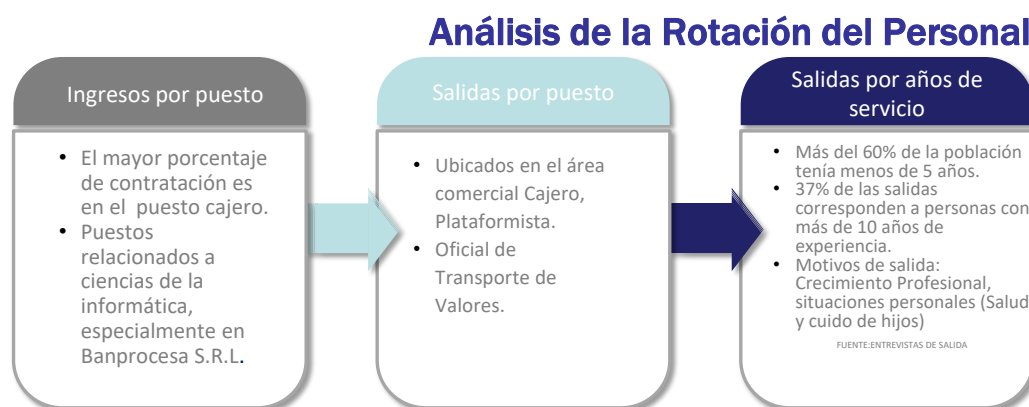 Análisis de la Rotación del Personal
Ingresos por puesto
• El mayor porcentaje
de contratación es
en el puesto cajero.
• Puestos
relacionados a
ciencias de la
informática,
especialmente en
Banprocesa S.R.L.
Salidas por puesto
• Ubicados en el área
comercial Cajero,
Plataformista.
• Oficial de
Transporte de
Valores.
Salidas por años de
servicio
• Más del 60% de la población
tenía menos de 5 años.
• 37% de las salidas
corresponden a personas con
más de 10 años de
experiencia.
• Motivos de salida:
Crecimiento Profesional,
situaciones personales (Salud
y cuido de hijos)
FUENTE:ENTREVISTAS DE SALIDA